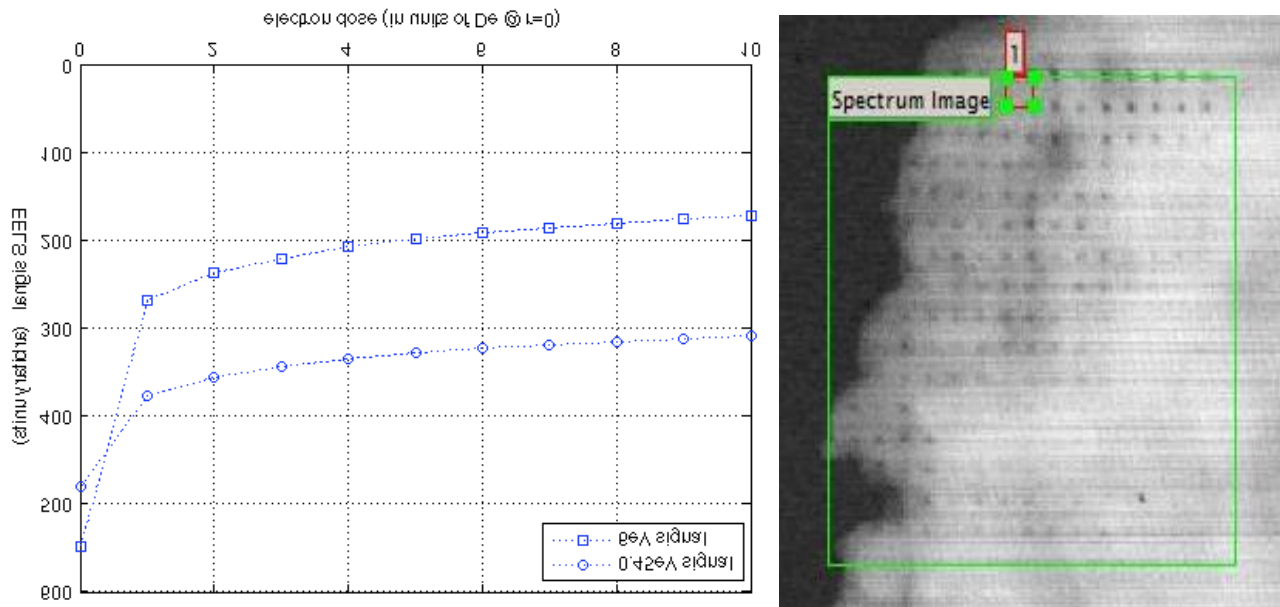 electron dose (in units of De @ r=0)
0 2 4 6 8 10
0
100
200
300
400
500
600
EELS signal (arbitrary units)
6eV signal
0.45eV signal
1
Spectrum Image